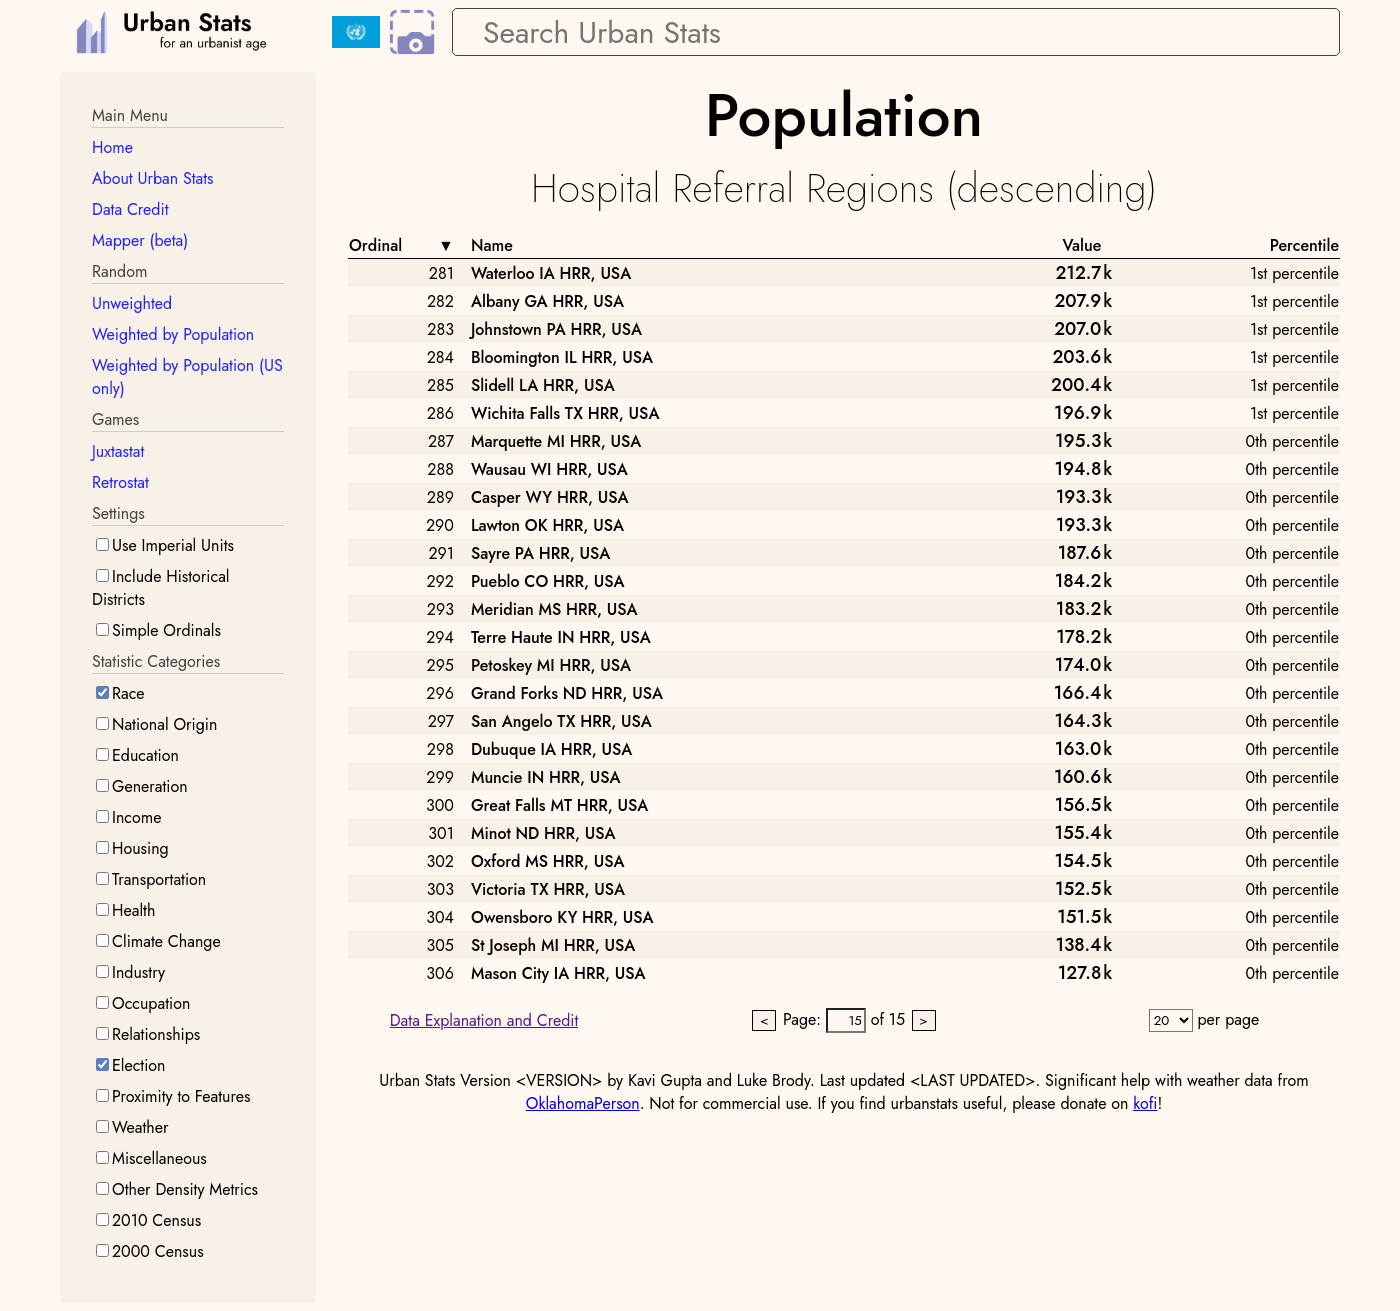 Urban Stats
for an urbanist age
Search Urban Stats
Main Menu
Home
About Urban Stats
Data Credit
Mapper (beta)
Random
Unweighted
Weighted by Population
Weighted by Population (US
only)
Games
Juxtastat
Retrostat
Settings
Use Imperial Units
Include Historical
Districts
Simple Ordinals
Statistic Categories
Race
National Origin
Education
Generation
Income
Housing
Transportation
Health
Climate Change
Industry
Occupation
Relationships
Election
Proximity to Features
Weather
Miscellaneous
Other Density Metrics
2010 Census
2000 Census
Population
Hospital Referral Regions (descending)
Ordinal ▼ Name Value Percentile
281 Waterloo IA HRR, USA 212.7k 1st percentile
282 Albany GA HRR, USA 207.9k 1st percentile
283 Johnstown PA HRR, USA 207.0k 1st percentile
284 Bloomington IL HRR, USA 203.6k 1st percentile
285 Slidell LA HRR, USA 200.4k 1st percentile
286 Wichita Falls TX HRR, USA 196.9k 1st percentile
287 Marquette MI HRR, USA 195.3k 0th percentile
288 Wausau WI HRR, USA 194.8k 0th percentile
289 Casper WY HRR, USA 193.3k 0th percentile
290 Lawton OK HRR, USA 193.3k 0th percentile
291 Sayre PA HRR, USA 187.6k 0th percentile
292 Pueblo CO HRR, USA 184.2k 0th percentile
293 Meridian MS HRR, USA 183.2k 0th percentile
294 Terre Haute IN HRR, USA 178.2k 0th percentile
295 Petoskey MI HRR, USA 174.0k 0th percentile
296 Grand Forks ND HRR, USA 166.4k 0th percentile
297 San Angelo TX HRR, USA 164.3k 0th percentile
298 Dubuque IA HRR, USA 163.0k 0th percentile
299 Muncie IN HRR, USA 160.6k 0th percentile
300 Great Falls MT HRR, USA 156.5k 0th percentile
301 Minot ND HRR, USA 155.4k 0th percentile
302 Oxford MS HRR, USA 154.5k 0th percentile
303 Victoria TX HRR, USA 152.5k 0th percentile
304 Owensboro KY HRR, USA 151.5k 0th percentile
305 St Joseph MI HRR, USA 138.4k 0th percentile
306 Mason City IA HRR, USA 127.8k 0th percentile
Data Explanation and Credit < Page: 15 of 15 > 20 per page
Urban Stats Version <VERSION> by Kavi Gupta and Luke Brody. Last updated <LAST UPDATED>. Significant help with weather data from
OklahomaPerson. Not for commercial use. If you find urbanstats useful, please donate on kofi!